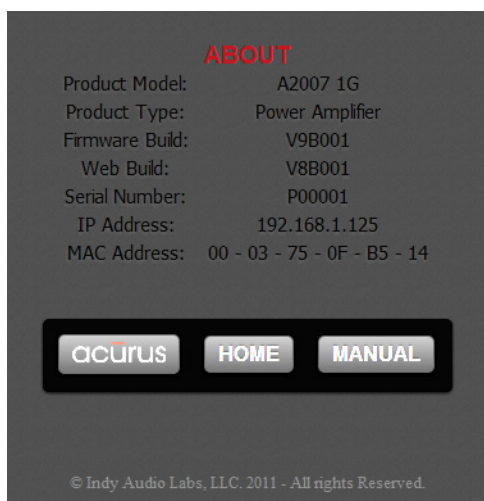 ABOUT
Product Model: A2007 1G
Product Type: Power Amplifier
Firmware Build: V9B001
Web Build: V8B001
Serial Number: P00001
IP Address: 192.168.1.125
MAC Address: 00 - 03 - 75 - 0F - B5 - 14
acūrus HOME MANUAL
© Indy Audio Labs, LLC. 2011 - All rights Reserved.